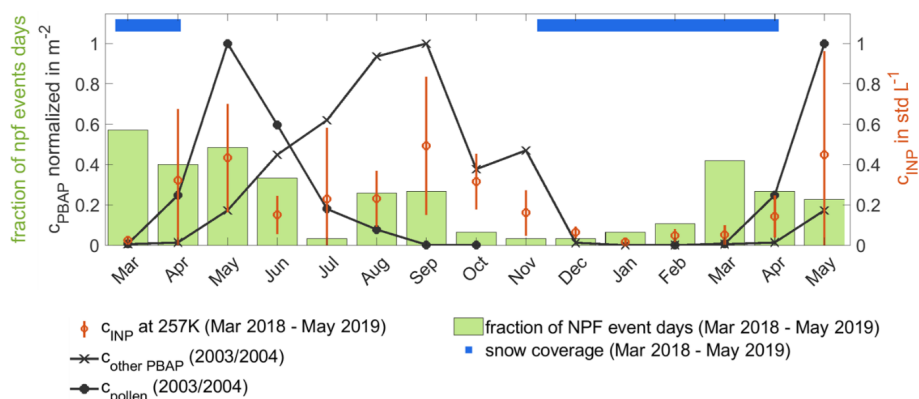 fraction of npf events days
c_PBAP normalized in m^-2
1
0.8
0.6
0.4
0.2
0
1
0.8
0.6
0.4
0.2
0
c_INP in std L^-1
Mar Apr May Jun Jul Aug Sep Oct Nov Dec Jan Feb Mar Apr May
c_INP at 257K (Mar 2018 - May 2019)
c_other PBAP (2003/2004)
c_pollen (2003/2004)
fraction of NPF event days (Mar 2018 - May 2019)
snow coverage (Mar 2018 - May 2019)